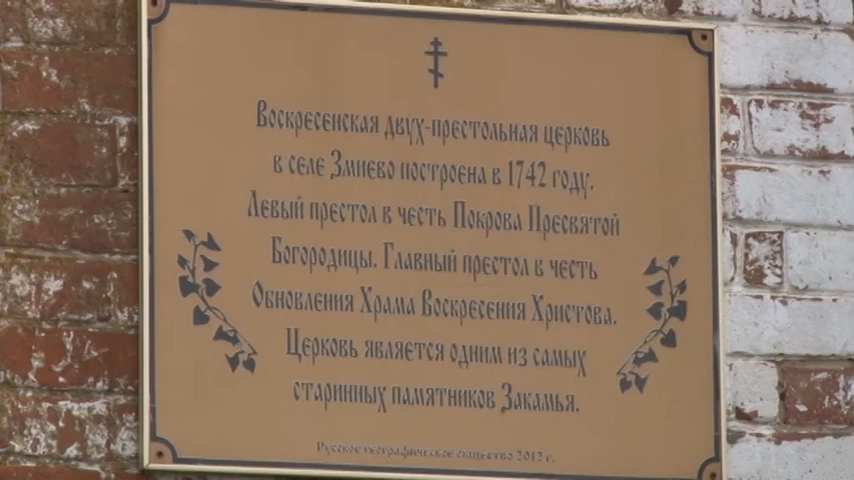 Воскресенская двух-престольная церковь
в селе Змиево построена в 1742 году.
Левый престол в честь Покрова Пресвятой
Богородицы. Главный престол в честь
Обновления Храма Воскресения Христова.
Церковь является одним из самых
старинных памятников Закамья.
Русское географическое общество 2012 г.